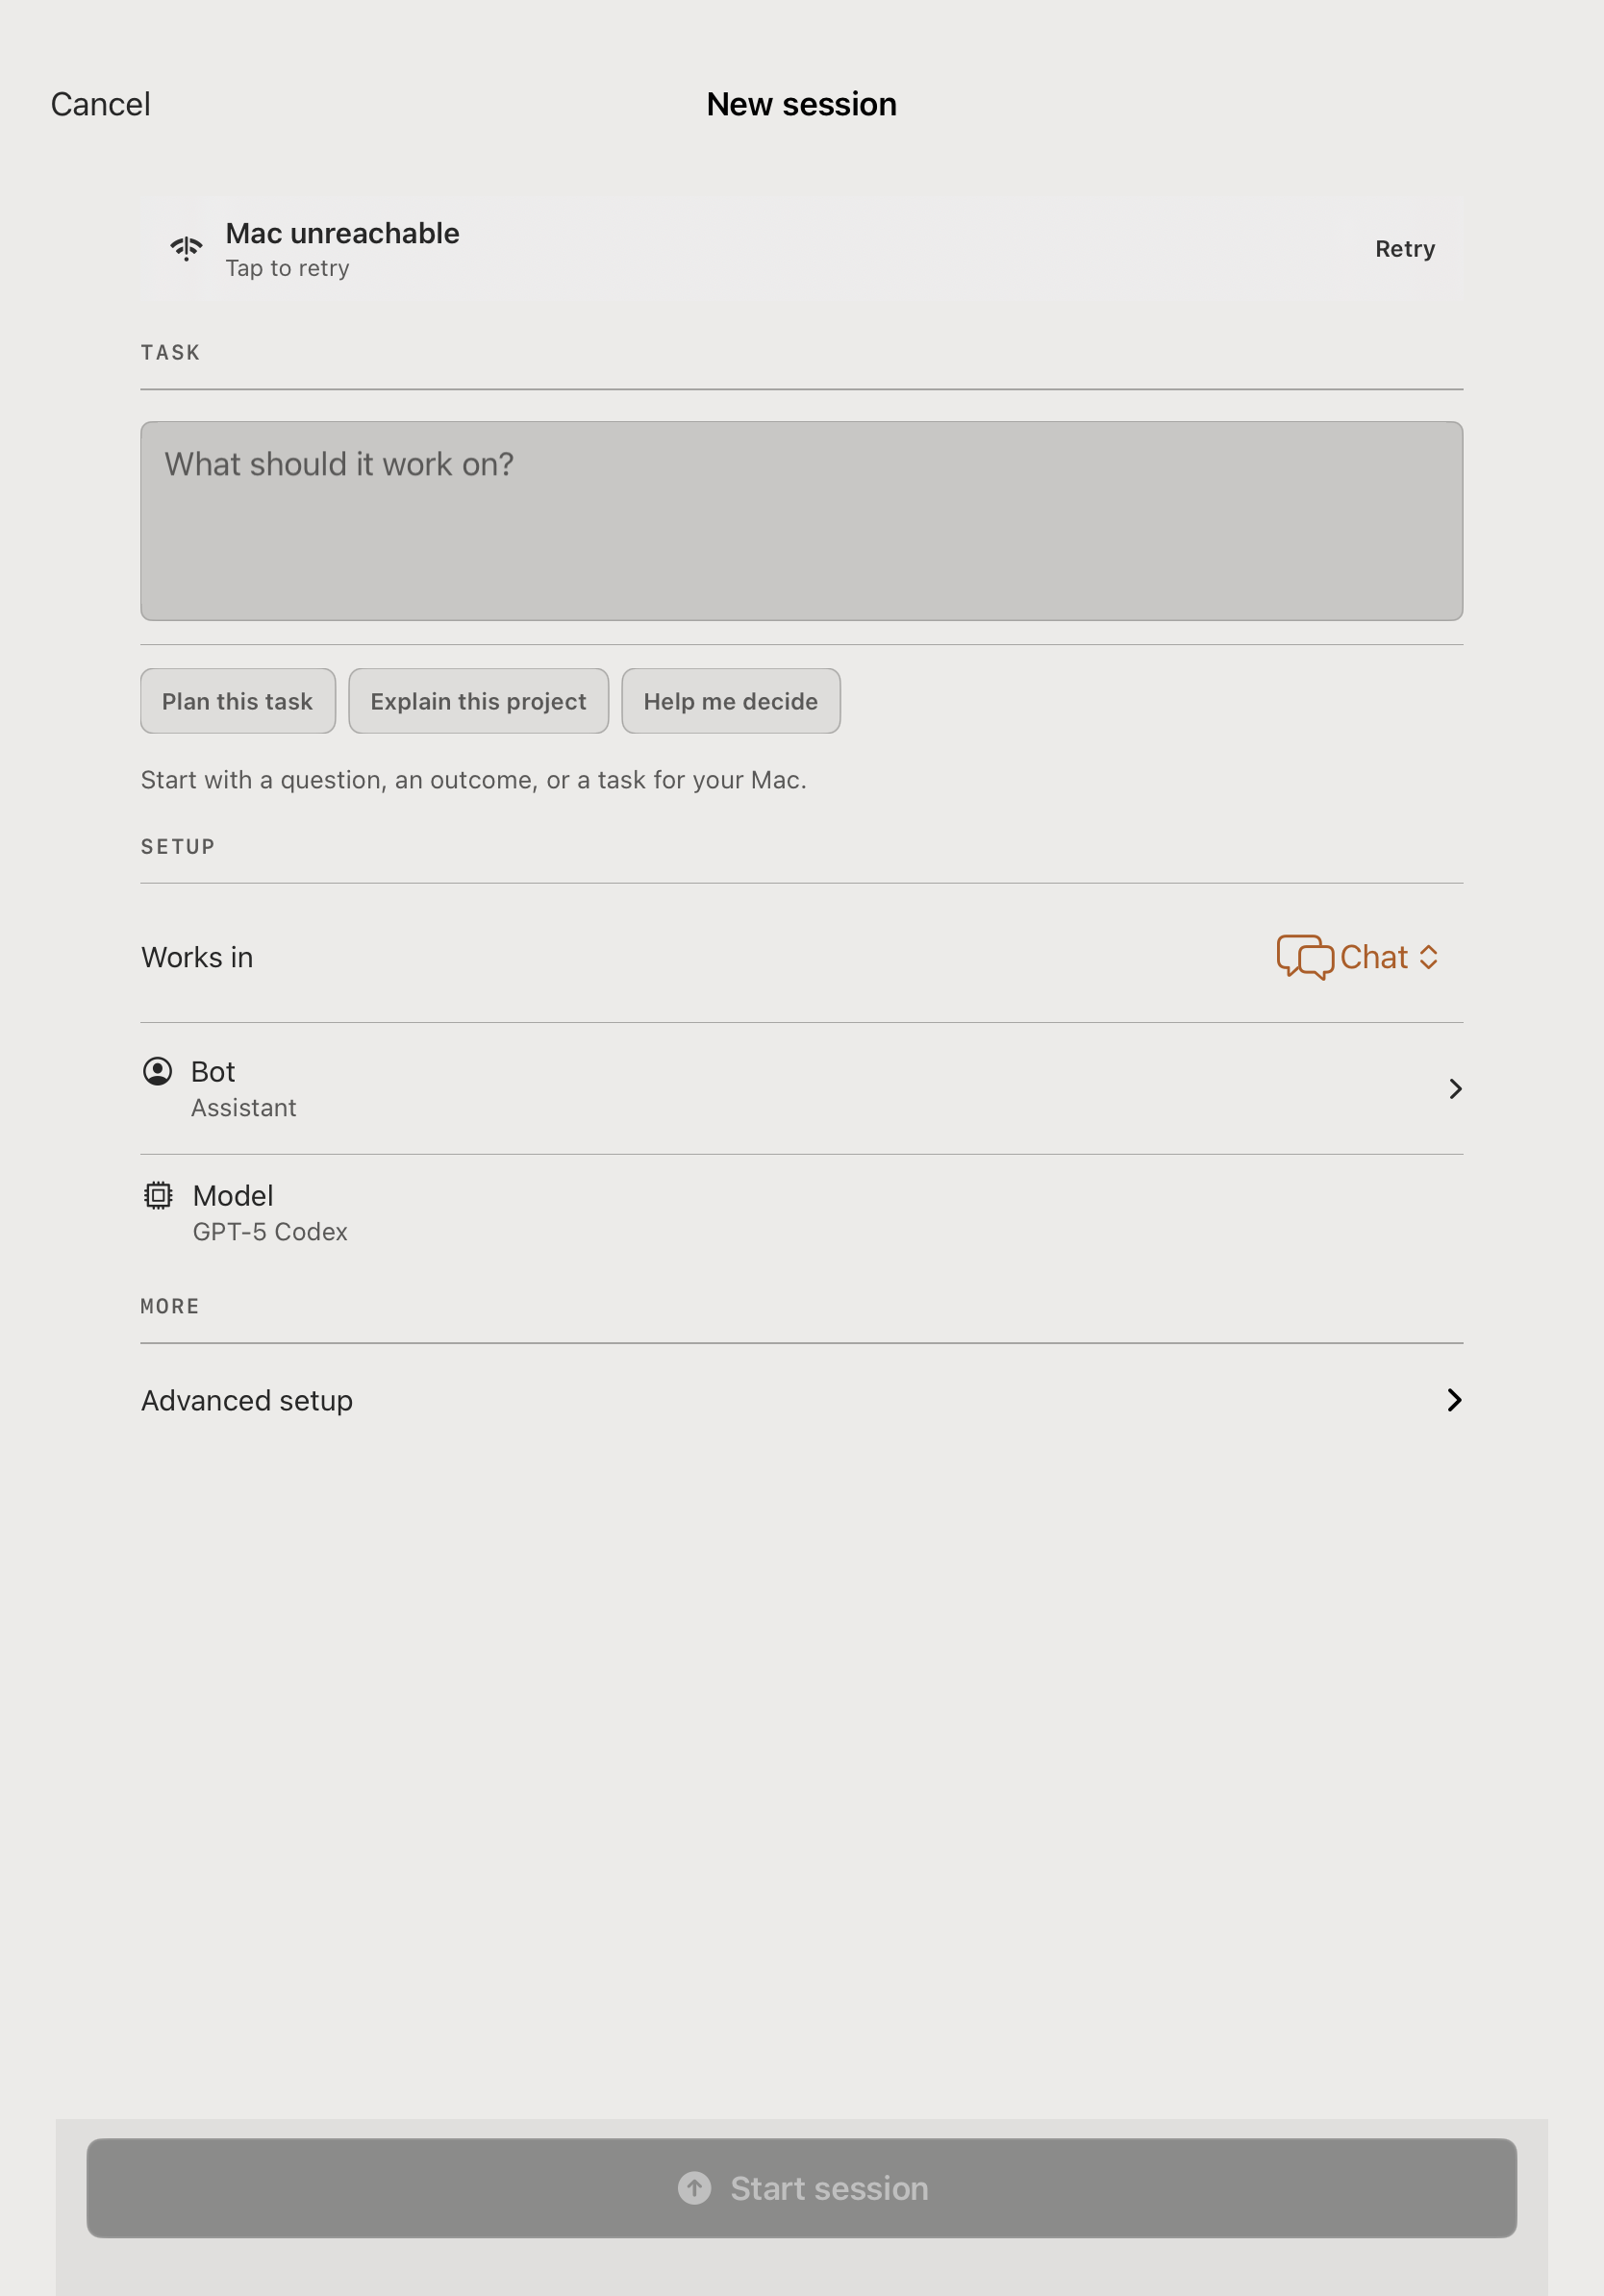 Cancel
New session
Mac unreachable
Tap to retry
Retry
TASK
What should it work on?
Plan this task
Explain this project
Help me decide
Start with a question, an outcome, or a task for your Mac.
SETUP
Works in
Chat
Bot
Assistant
Model
GPT-5 Codex
MORE
Advanced setup
Start session